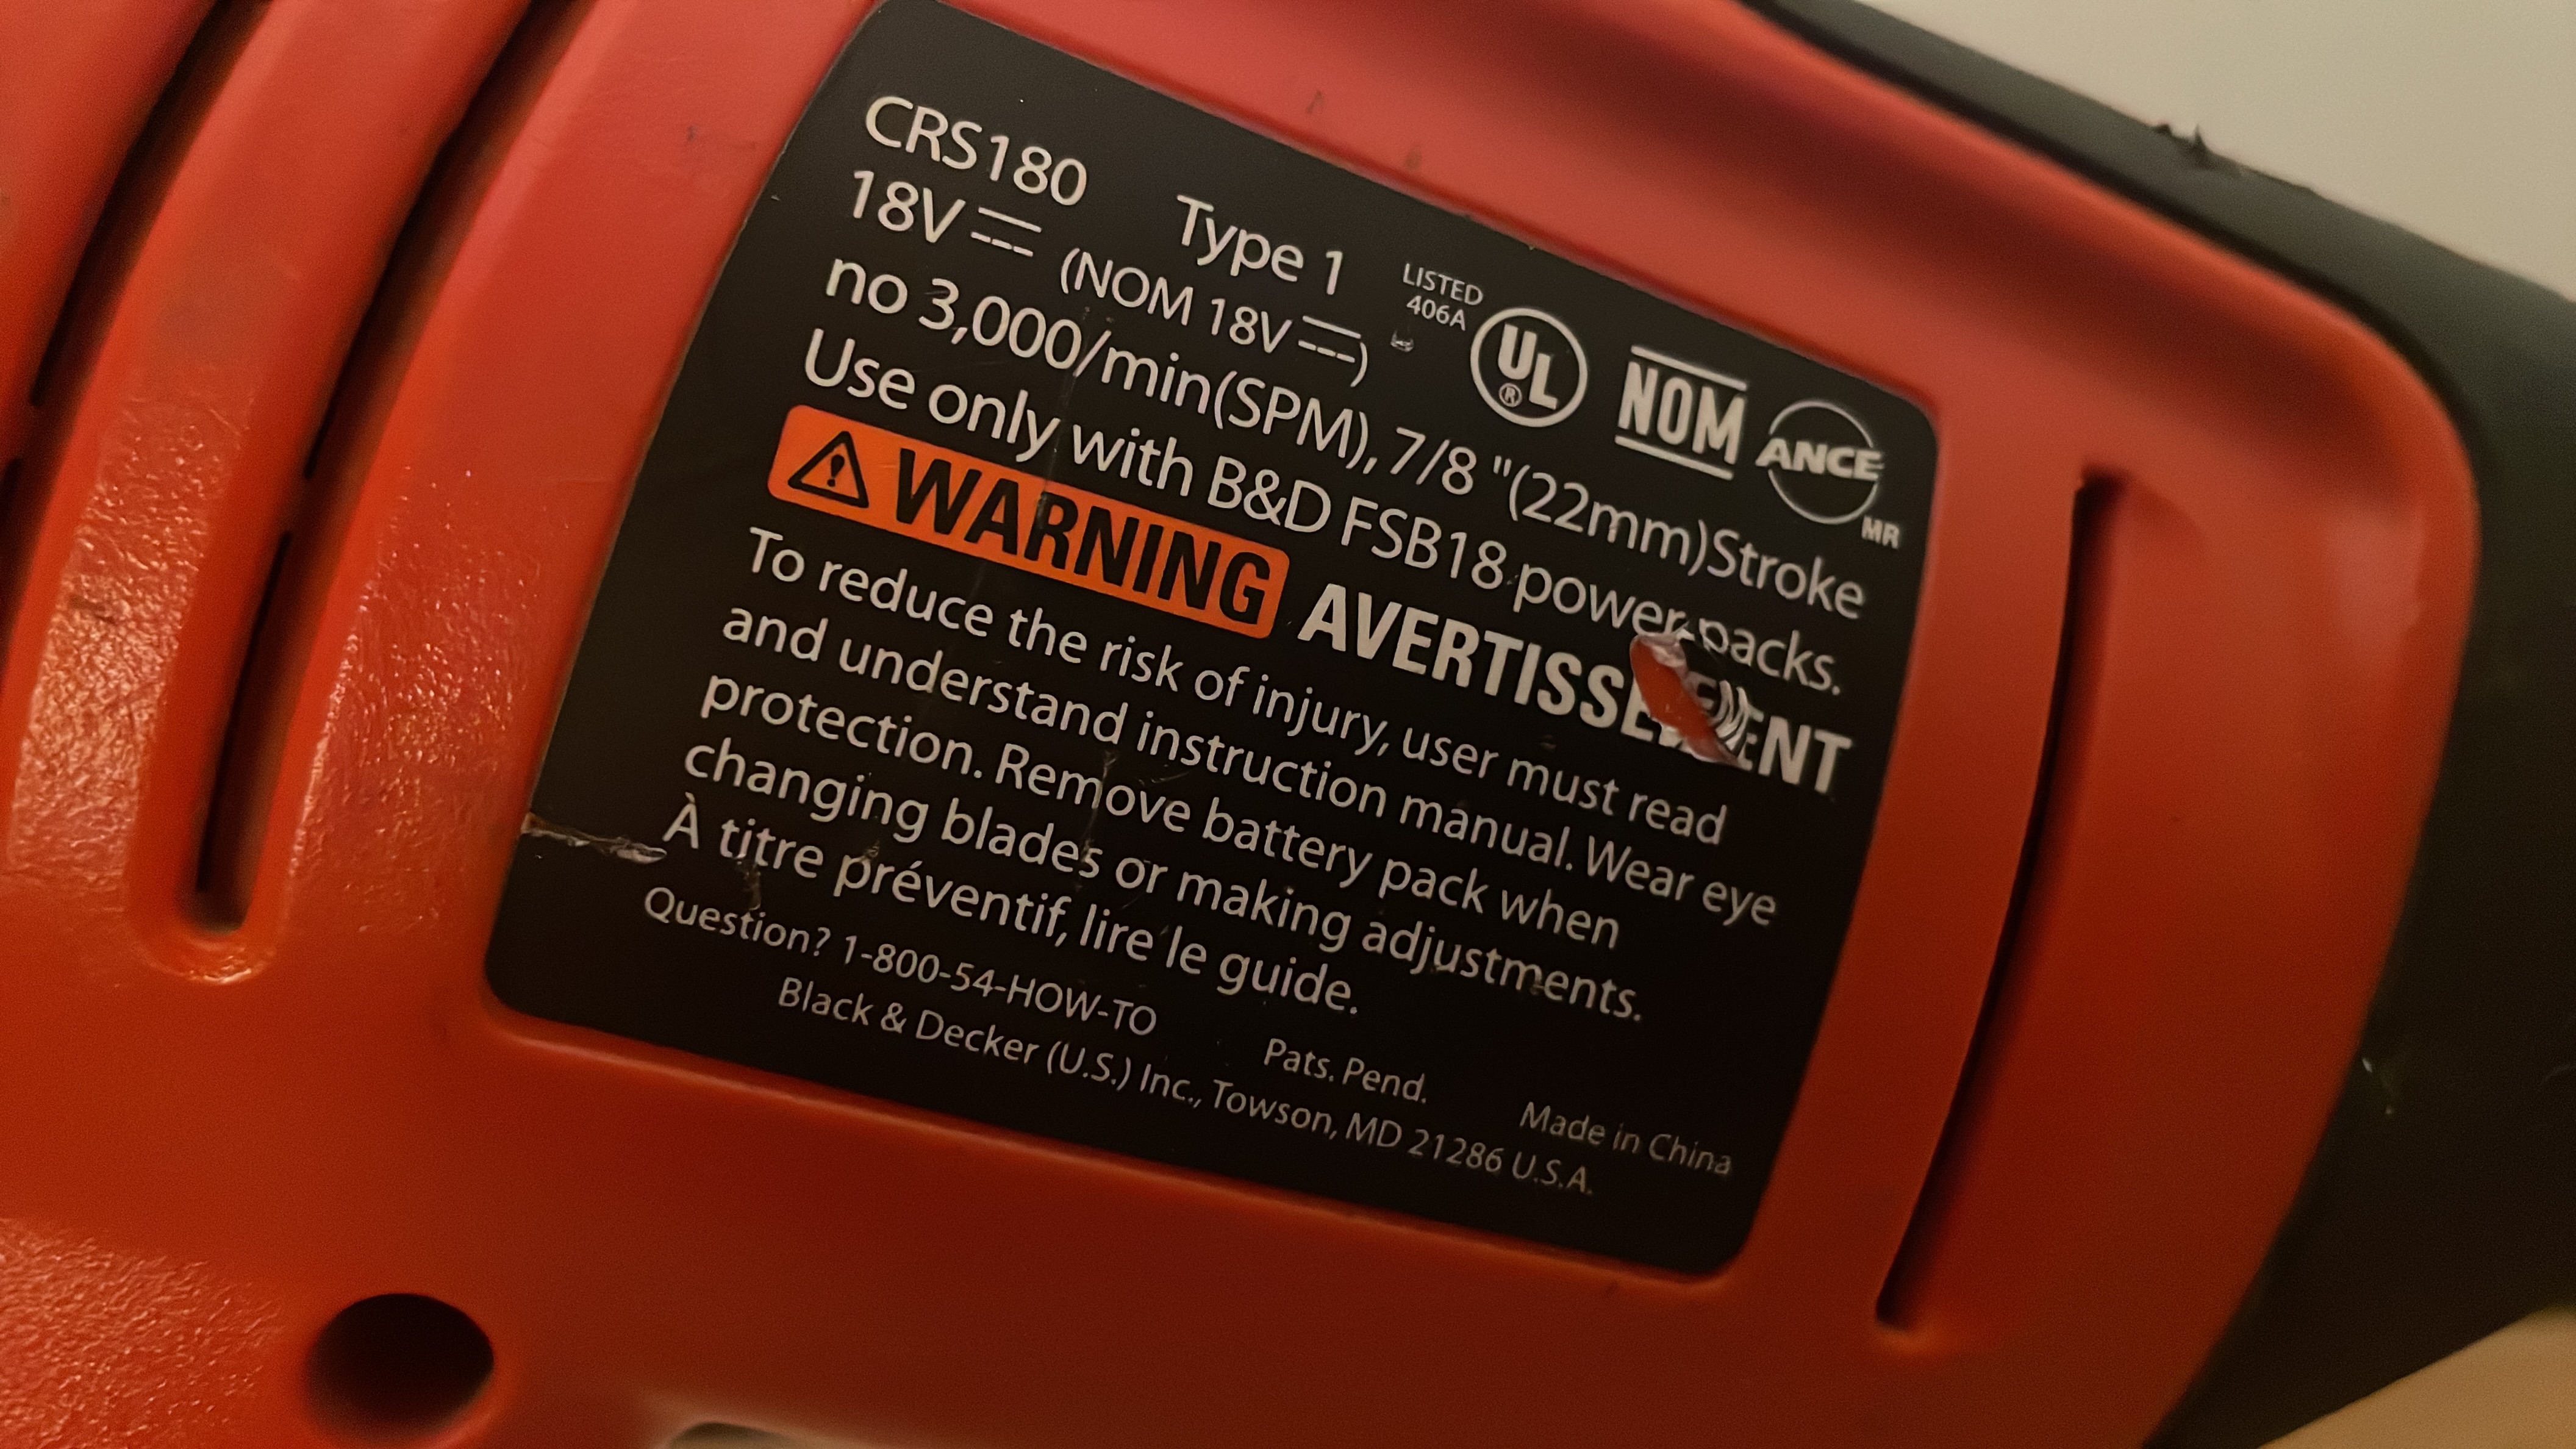 CRS180 Type 1
LISTED
406A
UL
®
NOM
ANCE
MR
18V (NOM 18V )
no 3,000/min(SPM), 7/8 "(22mm)Stroke
Use only with B&D FSB18 power packs.
WARNING AVERTISSEMENT
To reduce the risk of injury, user must read
and understand instruction manual. Wear eye
protection. Remove battery pack when
changing blades or making adjustments.
À titre préventif, lire le guide.
Question? 1-800-54-HOW-TO Pats. Pend. Made in China
Black & Decker (U.S.) Inc., Towson, MD 21286 U.S.A.